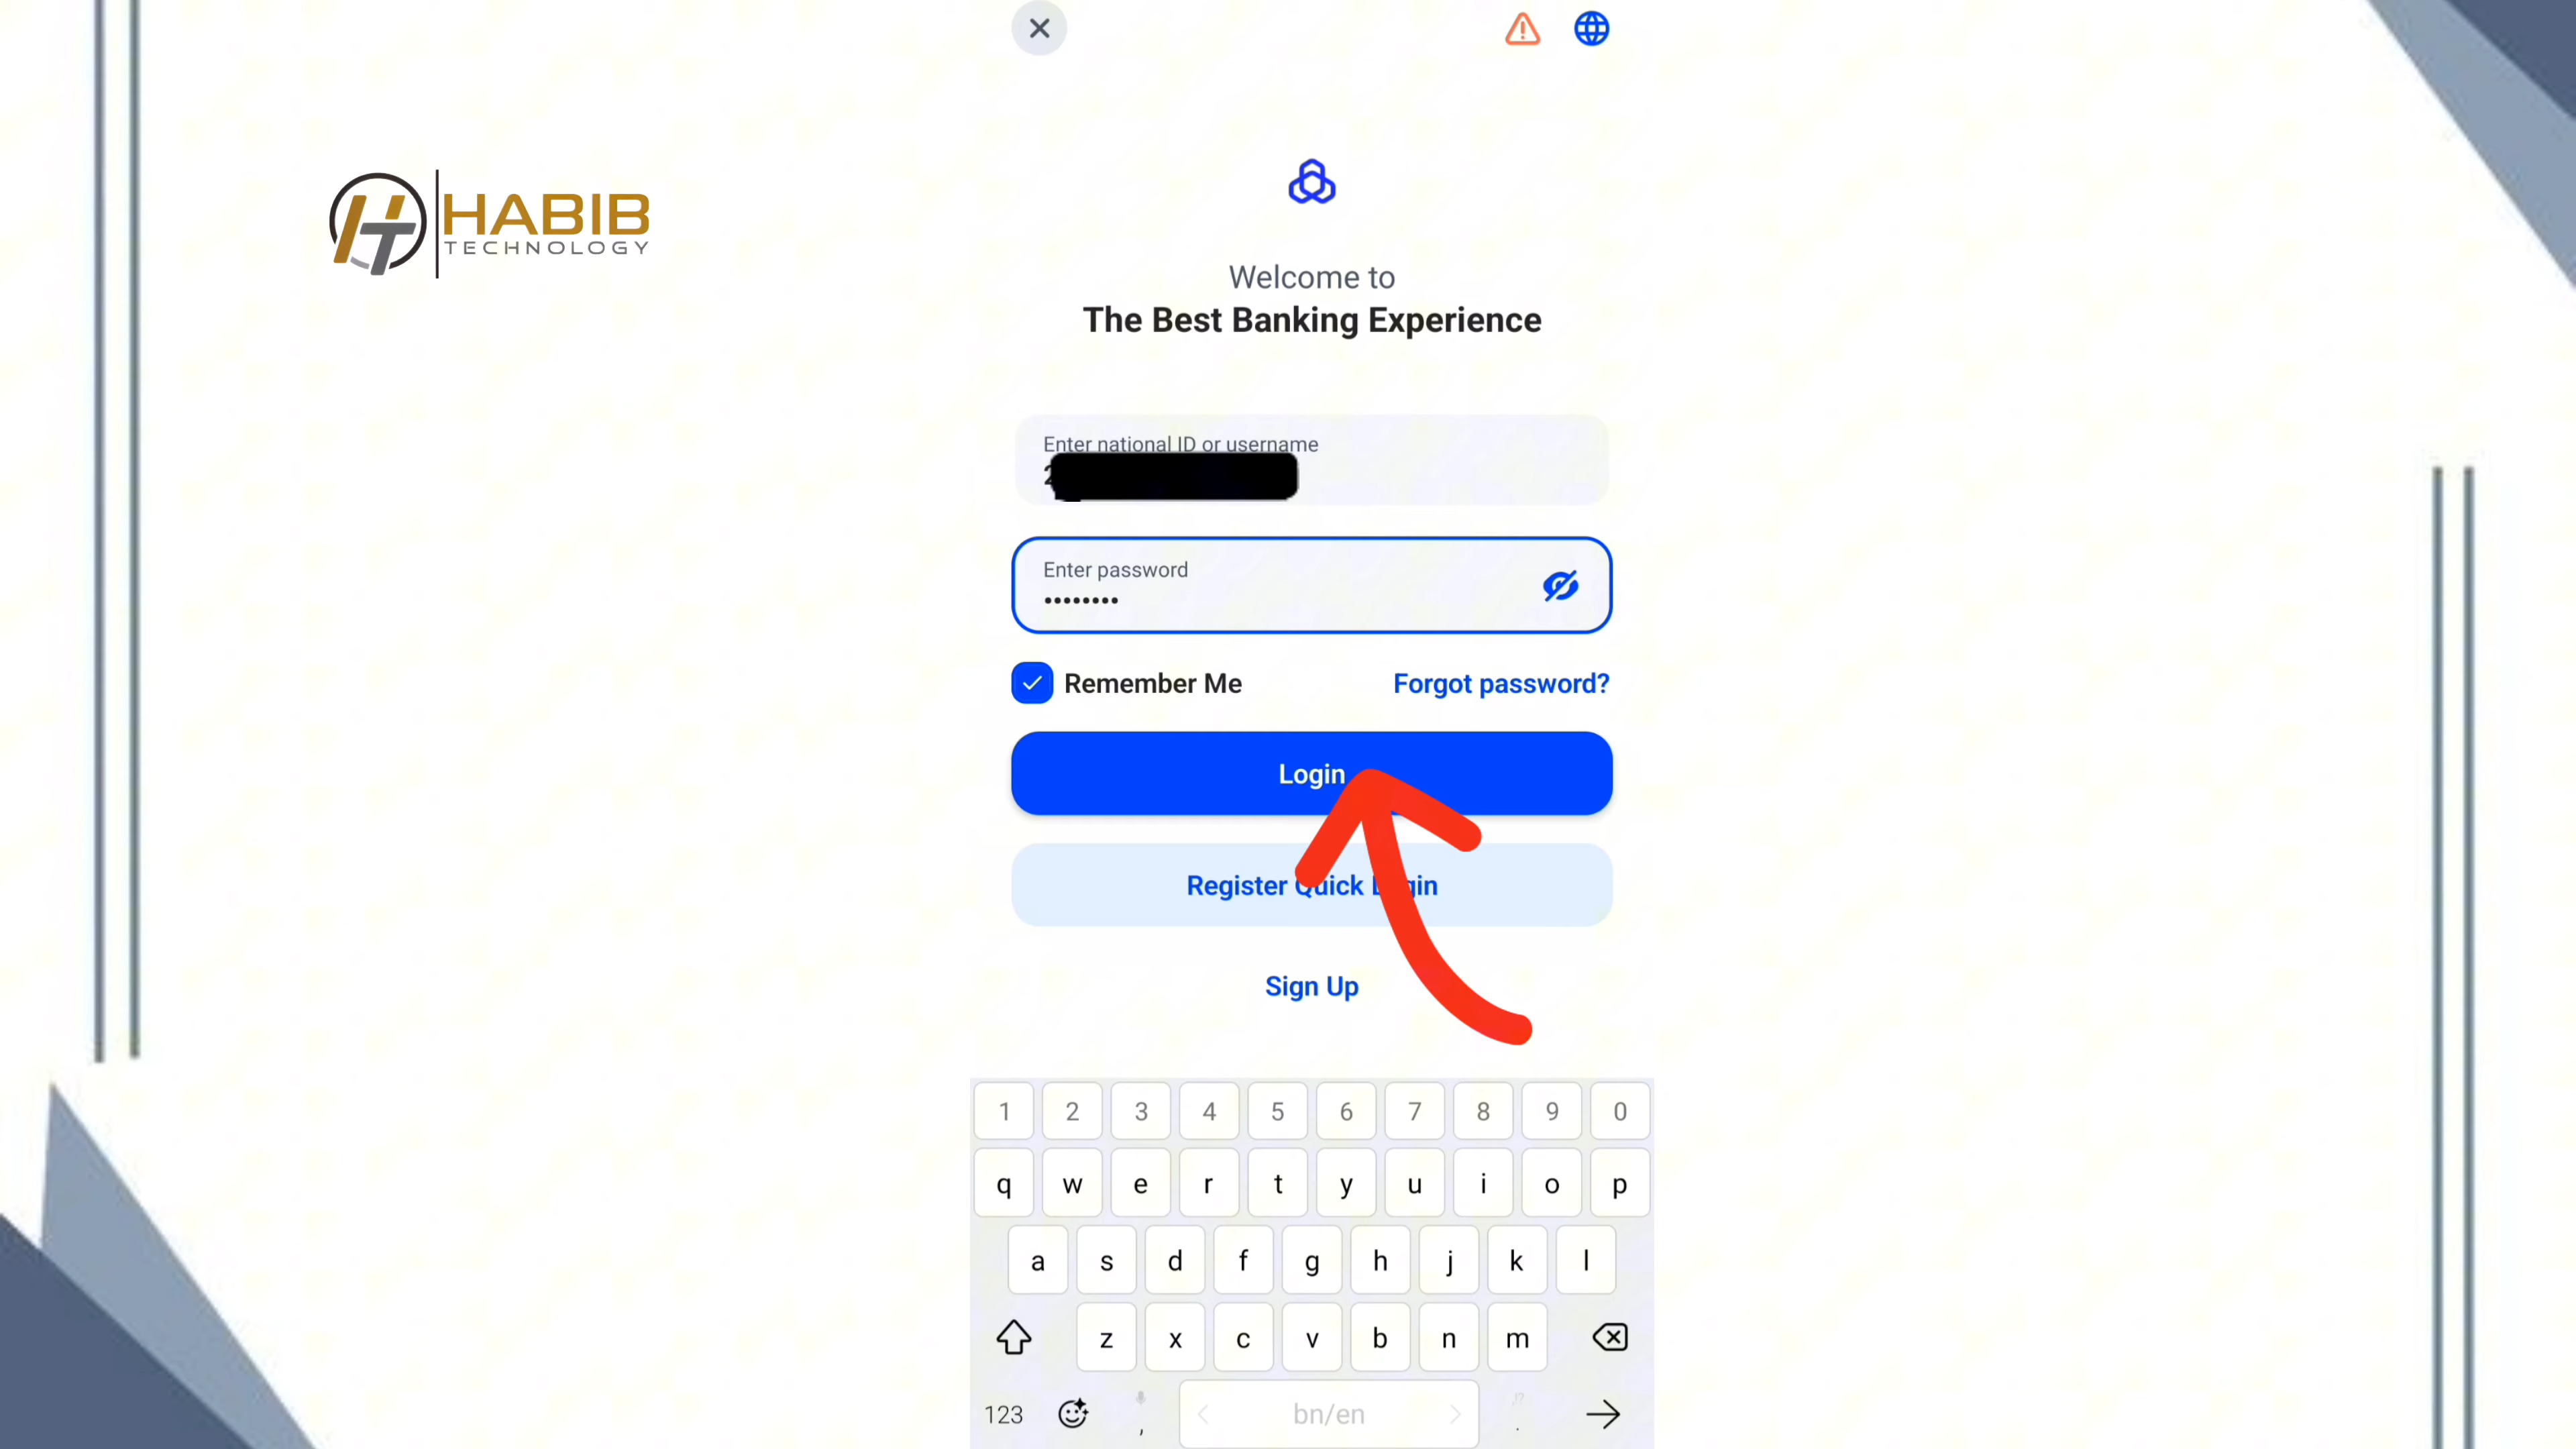 HABIB
TECHNOLOGY
Welcome to
The Best Banking Experience
Enter national ID or username
Enter password
Remember Me
Forgot password?
Login
Register Quick Login
Sign Up
1 2 3 4 5 6 7 8 9 0
q w e r t y u i o p
a s d f g h j k l
z x c v b n m
123 , bn/en .